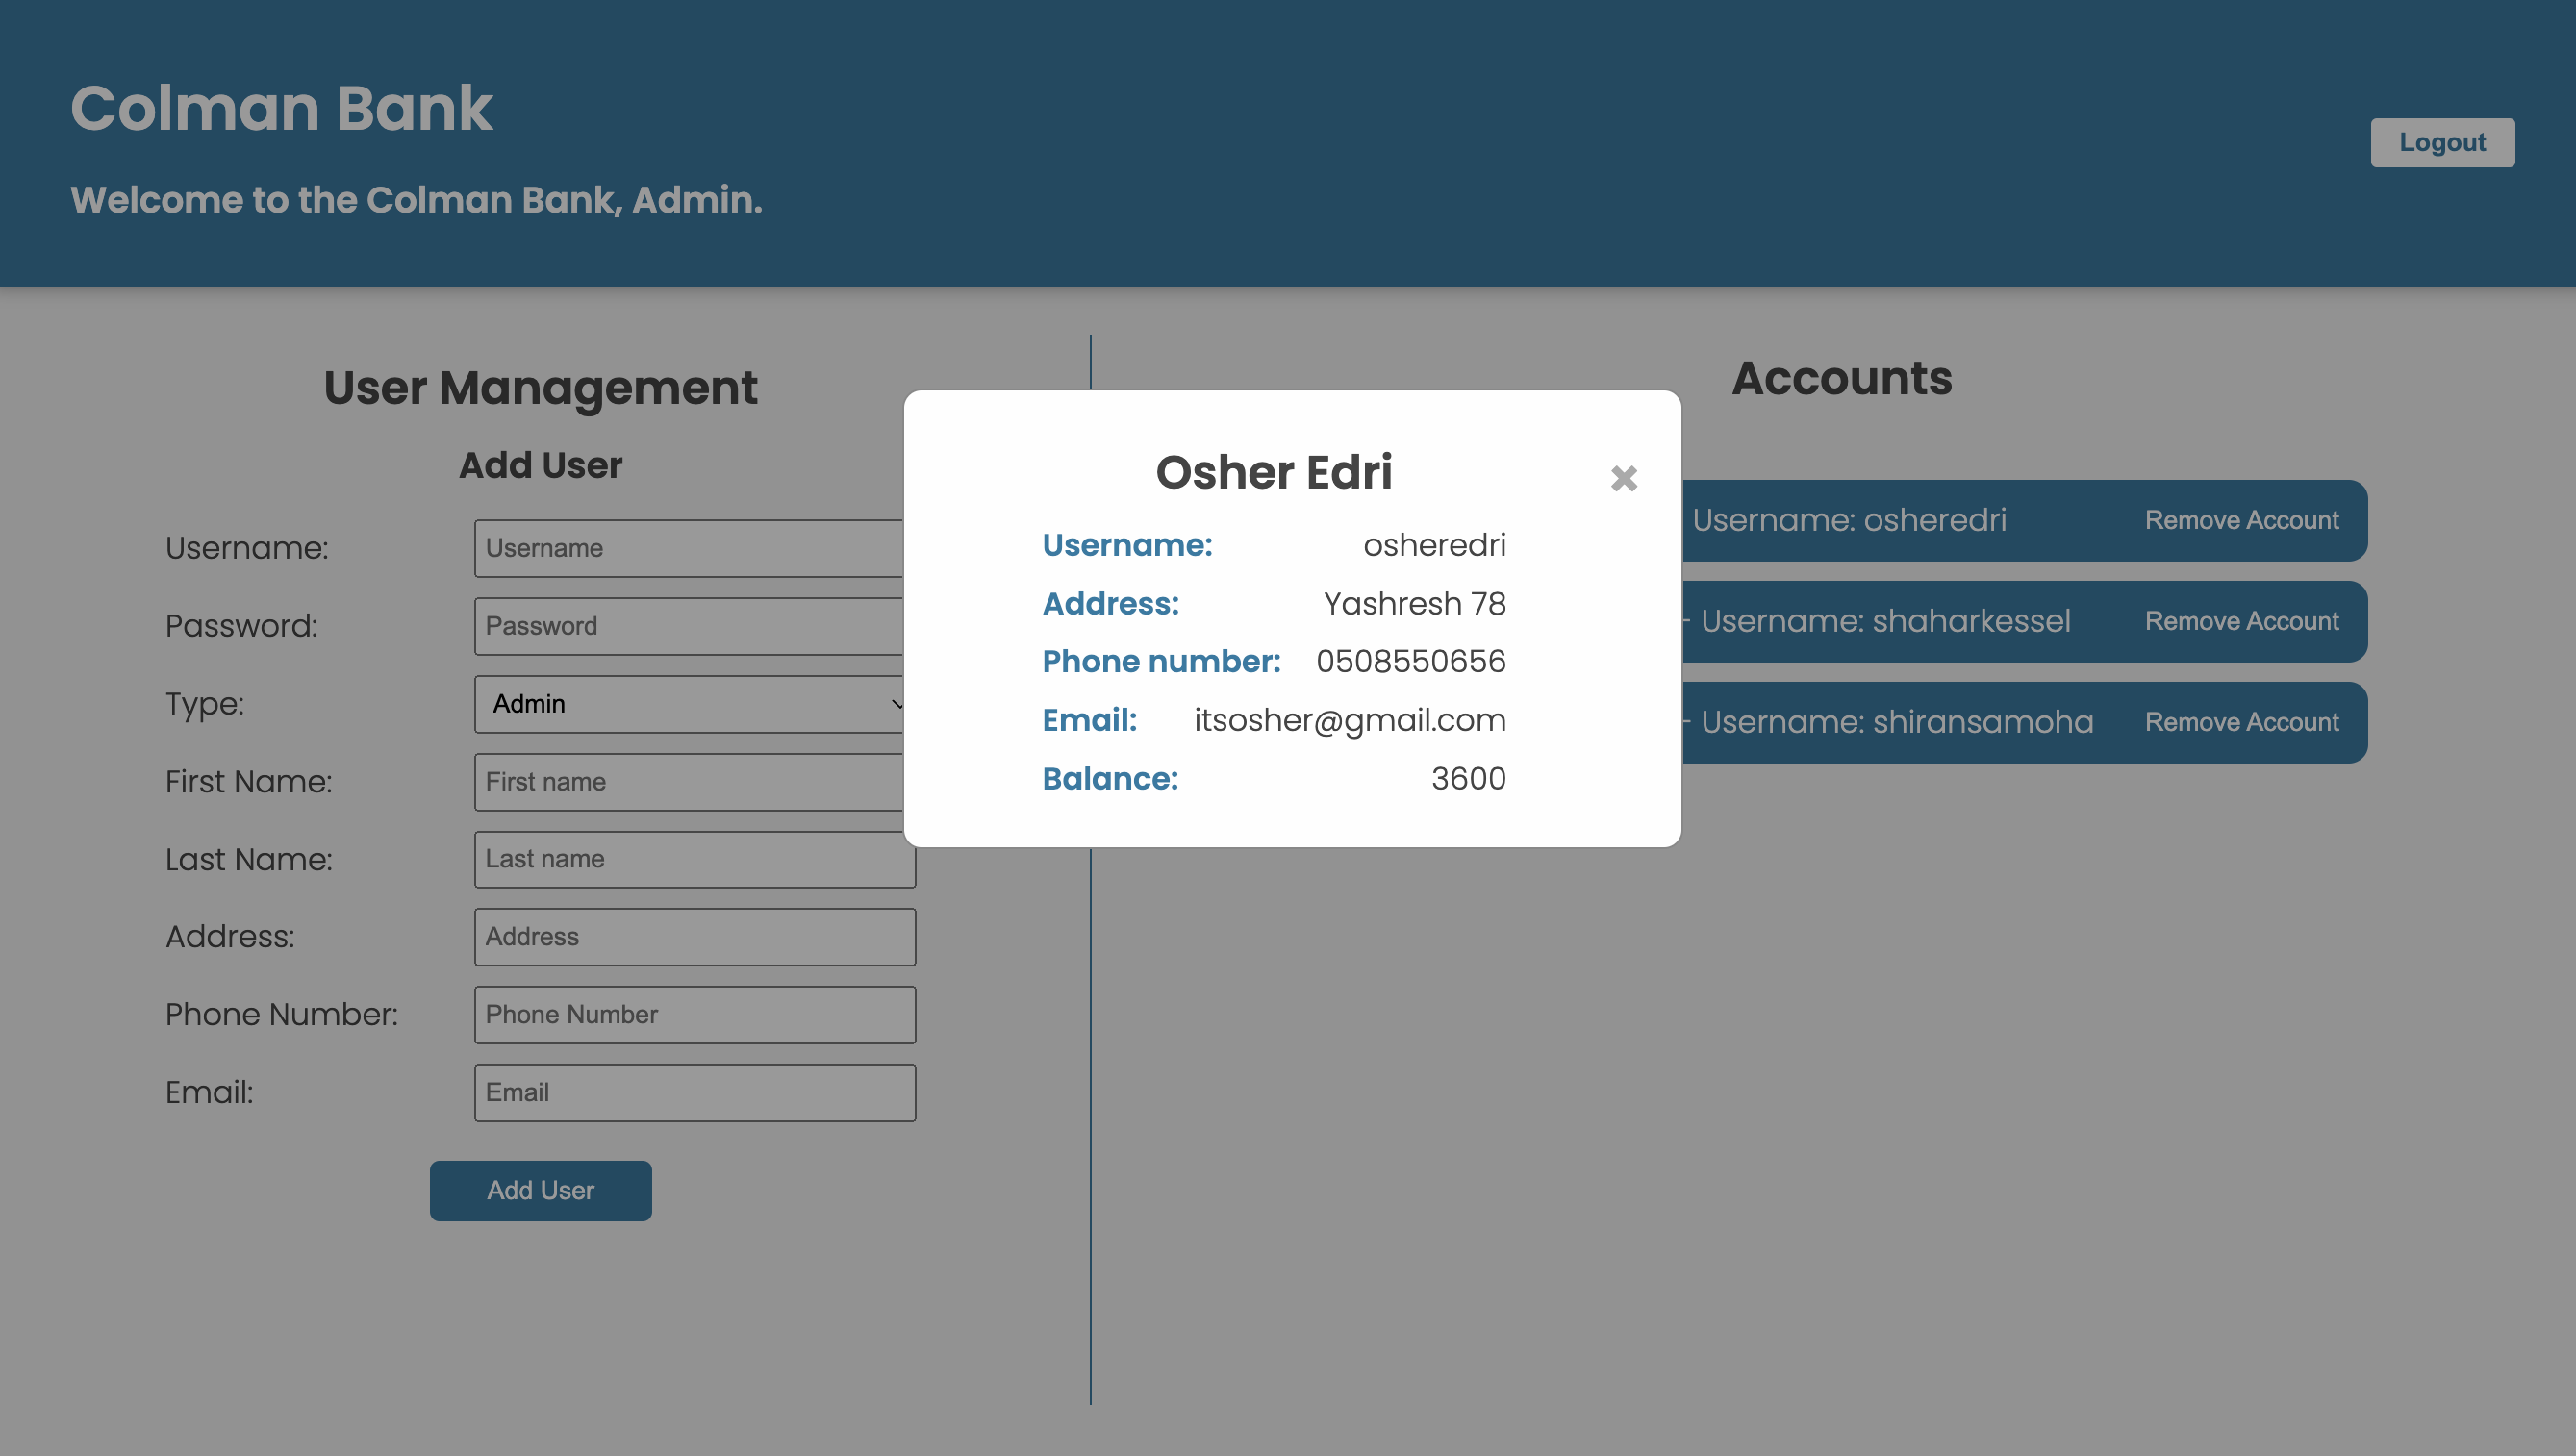 Colman Bank
Logout
Welcome to the Colman Bank, Admin.
User Management
Add User
Username: Username
Password: Password
Type: Admin
First Name: First name
Last Name: Last name
Address: Address
Phone Number: Phone Number
Email: Email
Add User
Osher Edri ✖
Username: osheredri
Address: Yashresh 78
Phone number: 0508550656
Email: itsosher@gmail.com
Balance: 3600
Accounts
Username: osheredri Remove Account
- Username: shaharkessel Remove Account
- Username: shiransamoha Remove Account